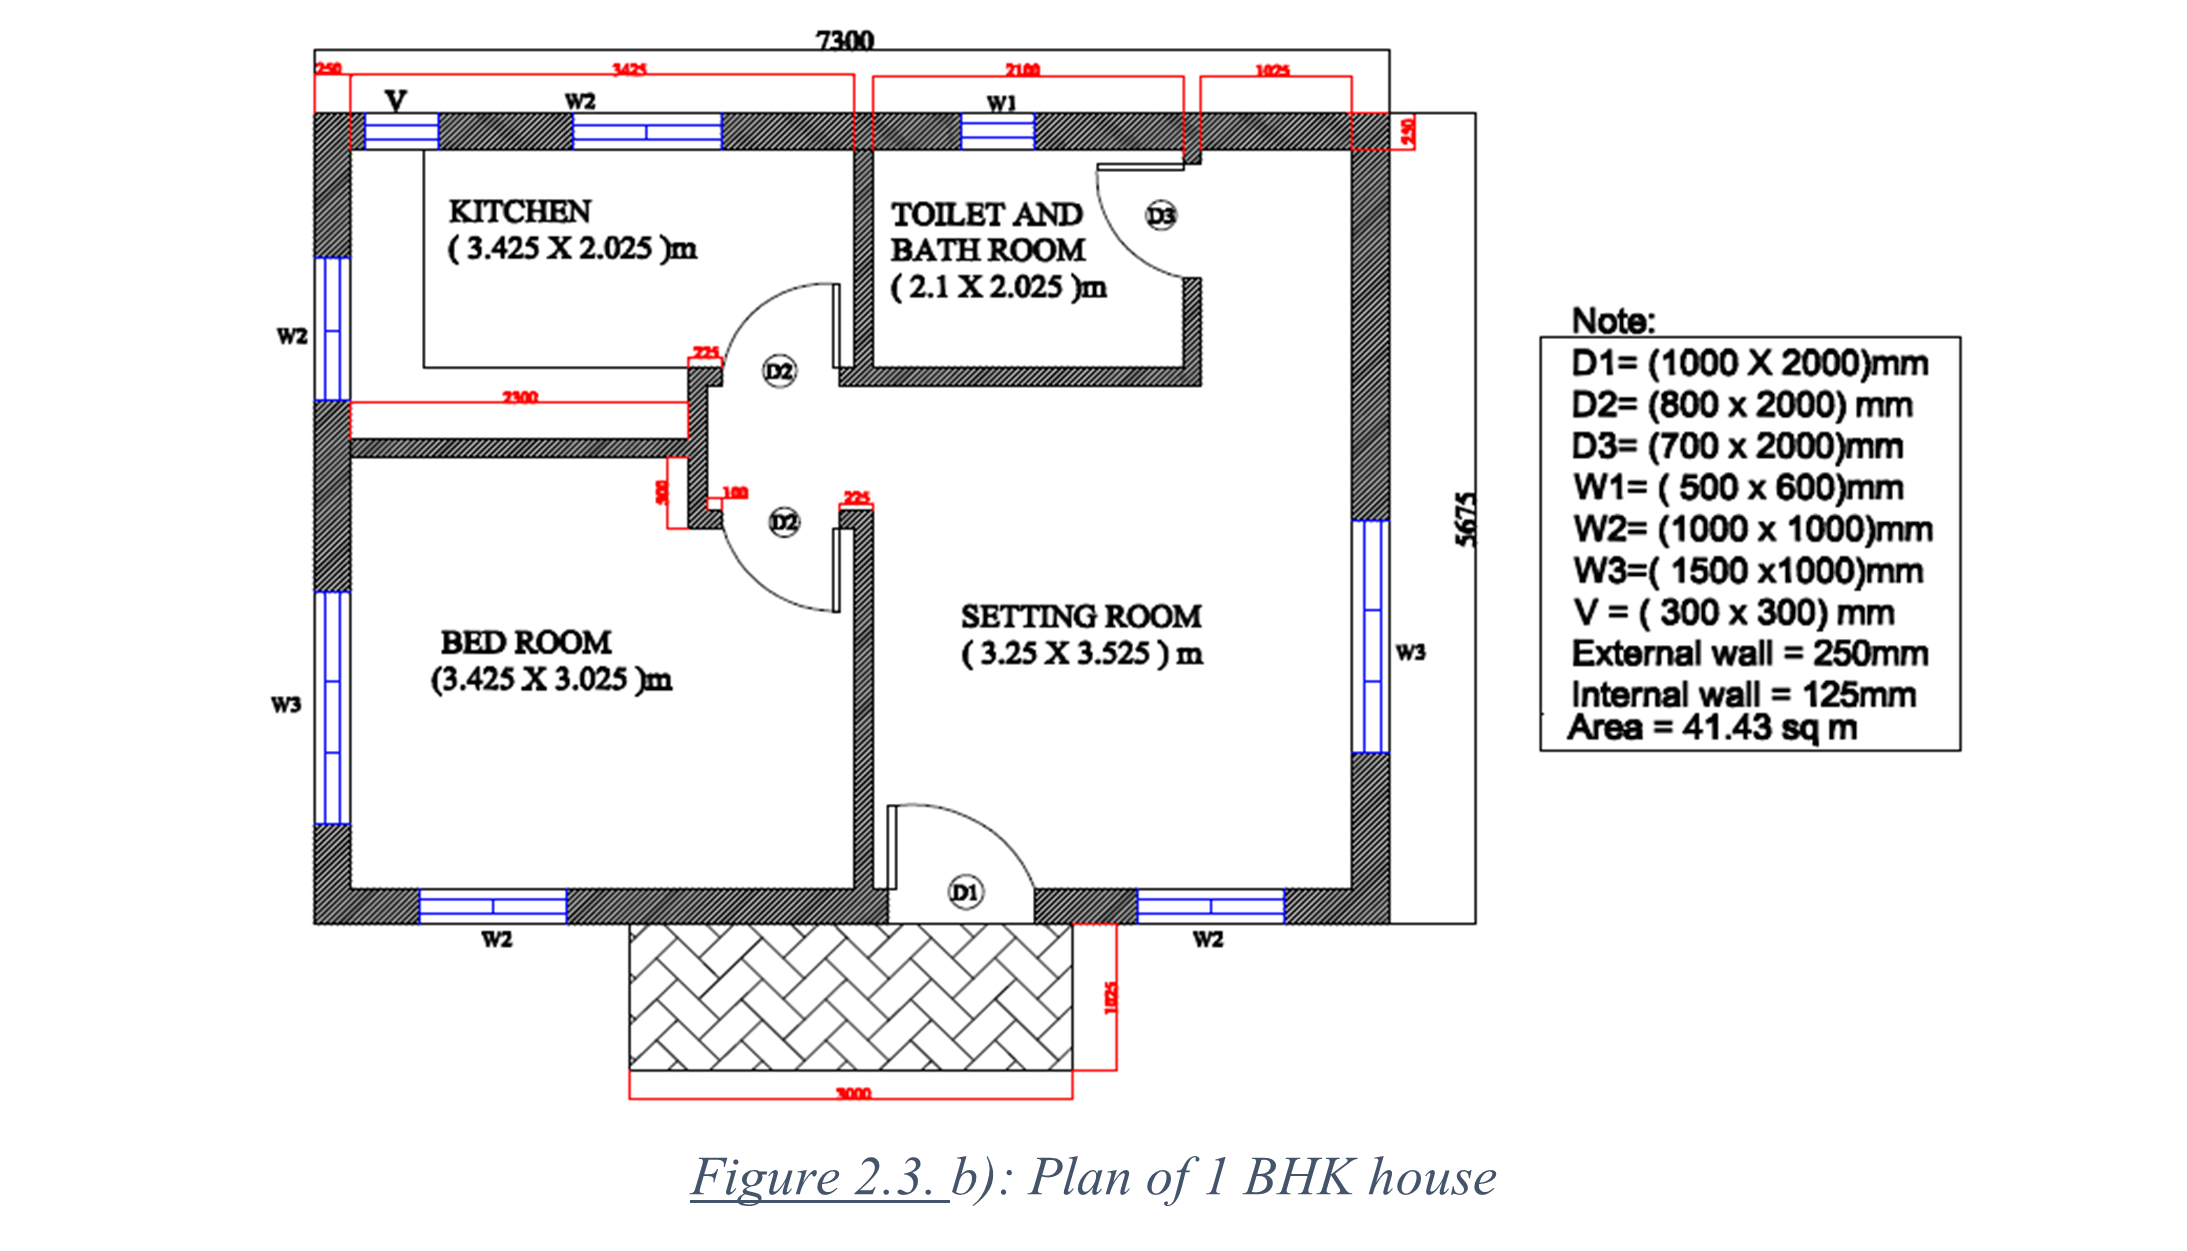 7300
250
3425
2100
1025
V
W2
W1
250
KITCHEN
( 3.425 X 2.025 )m
TOILET AND
BATH ROOM
( 2.1 X 2.025 )m
D3
W2
225
D2
2300
300
100
D2
225
5675
BED ROOM
(3.425 X 3.025 )m
SETTING ROOM
( 3.25 X 3.525 ) m
W3
W3
D1
W2
W2
1025
3000
Note:
D1= (1000 X 2000)mm
D2= (800 x 2000) mm
D3= (700 x 2000)mm
W1= ( 500 x 600)mm
W2= (1000 x 1000)mm
W3=( 1500 x1000)mm
V = ( 300 x 300) mm
External wall = 250mm
Internal wall = 125mm
Area = 41.43 sq m
Figure 2.3. b): Plan of 1 BHK house